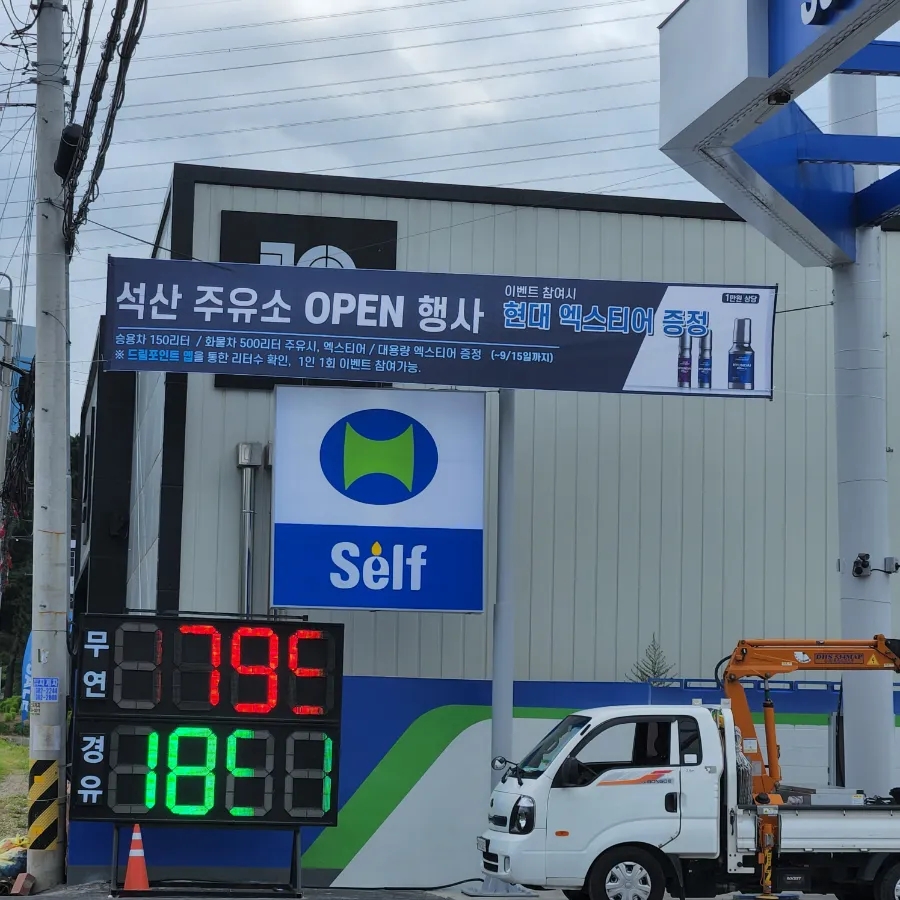 석산 주유소 OPEN 행사
승용차 150리터 / 화물차 500리터 주유시, 엑스티어 / 대용량 엑스티어 증정 (~9/15일까지)
※ 드릴포인트 앱을 통한 리터수 확인, 1인 1회 이벤트 참여가능.
이벤트 참여시
현대 엑스티어 증정
1만원 상당
Self
무연
경유